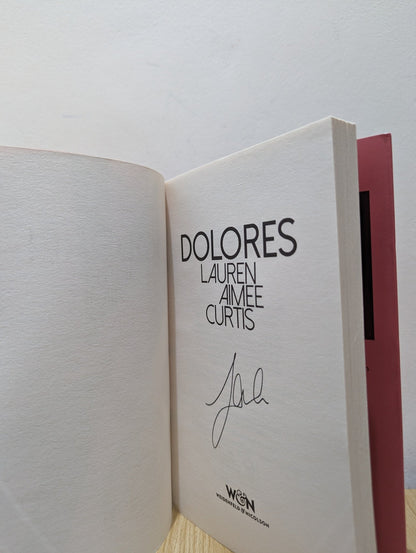 DOLORES
LAUREN
AIMEE
CURTIS
W&N
WEIDENFELD & NICOLSON